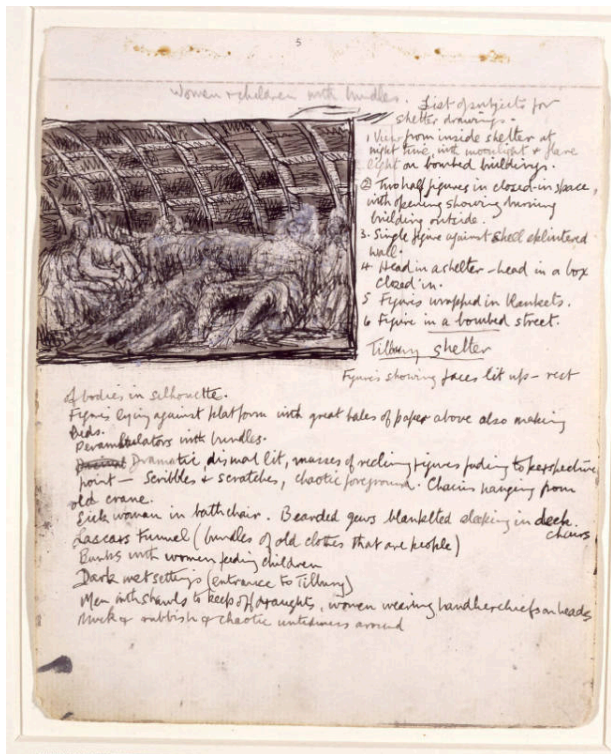 5
Women & children with bundles.
List of subjects for
shelter drawings.
1 View from inside shelter at
night time, with moonlight & flare
light on bombed buildings.
② Two half figures in closed-in space,
with opening showing burning
building outside.
3. Single figure against shell splintered
wall.
4 Head in a shelter – head in a box
closed in.
5 Figures wrapped in blankets.
6 Figure in a bombed street.
Tilbury Shelter
Figures showing faces lit up – rest
of bodies in silhouette.
Figures lying against platform with great bales of paper above also making
beds.
Perambulators with bundles.
Dramatic, dismal lit, masses of reclining figures fading to perspective
point – Scribbles & scratches, chaotic foreground. Chains hanging from
old crane.
Sick woman in bathchair. Bearded Jews blanketed sleeping in deck
chairs
Lascars Tunnel (bundles of old clothes that are people)
Bunks with women feeding children
Dark wet settings (entrance to Tilbury)
Men with shawls to keep off draughts, women wearing handkerchiefs on heads
Muck & rubbish & chaotic untidiness around